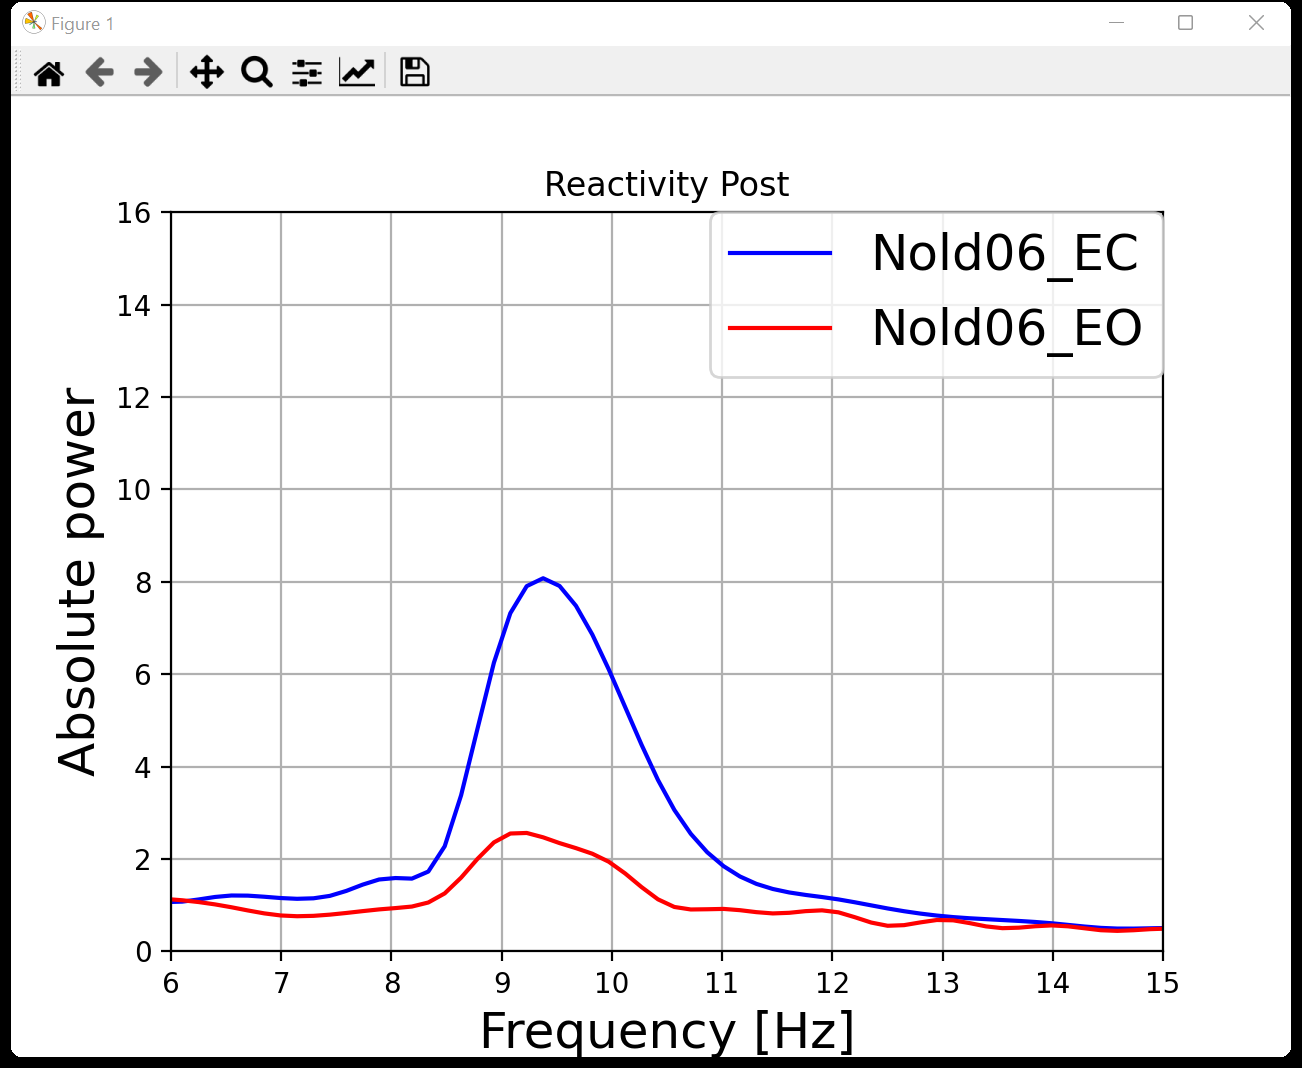 Figure 1
Reactivity Post
Nold06_EC
Nold06_EO
Absolute power
16
14
12
10
8
6
4
2
0
6 7 8 9 10 11 12 13 14 15
Frequency [Hz]